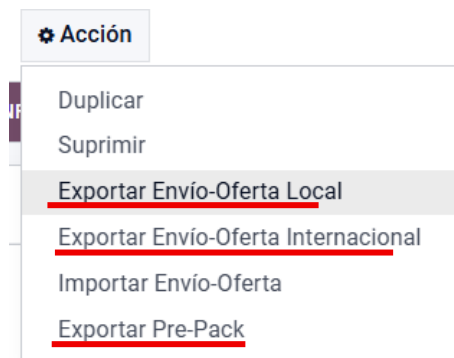 Acción
Duplicar
Suprimir
Exportar Envío-Oferta Local
Exportar Envío-Oferta Internacional
Importar Envío-Oferta
Exportar Pre-Pack